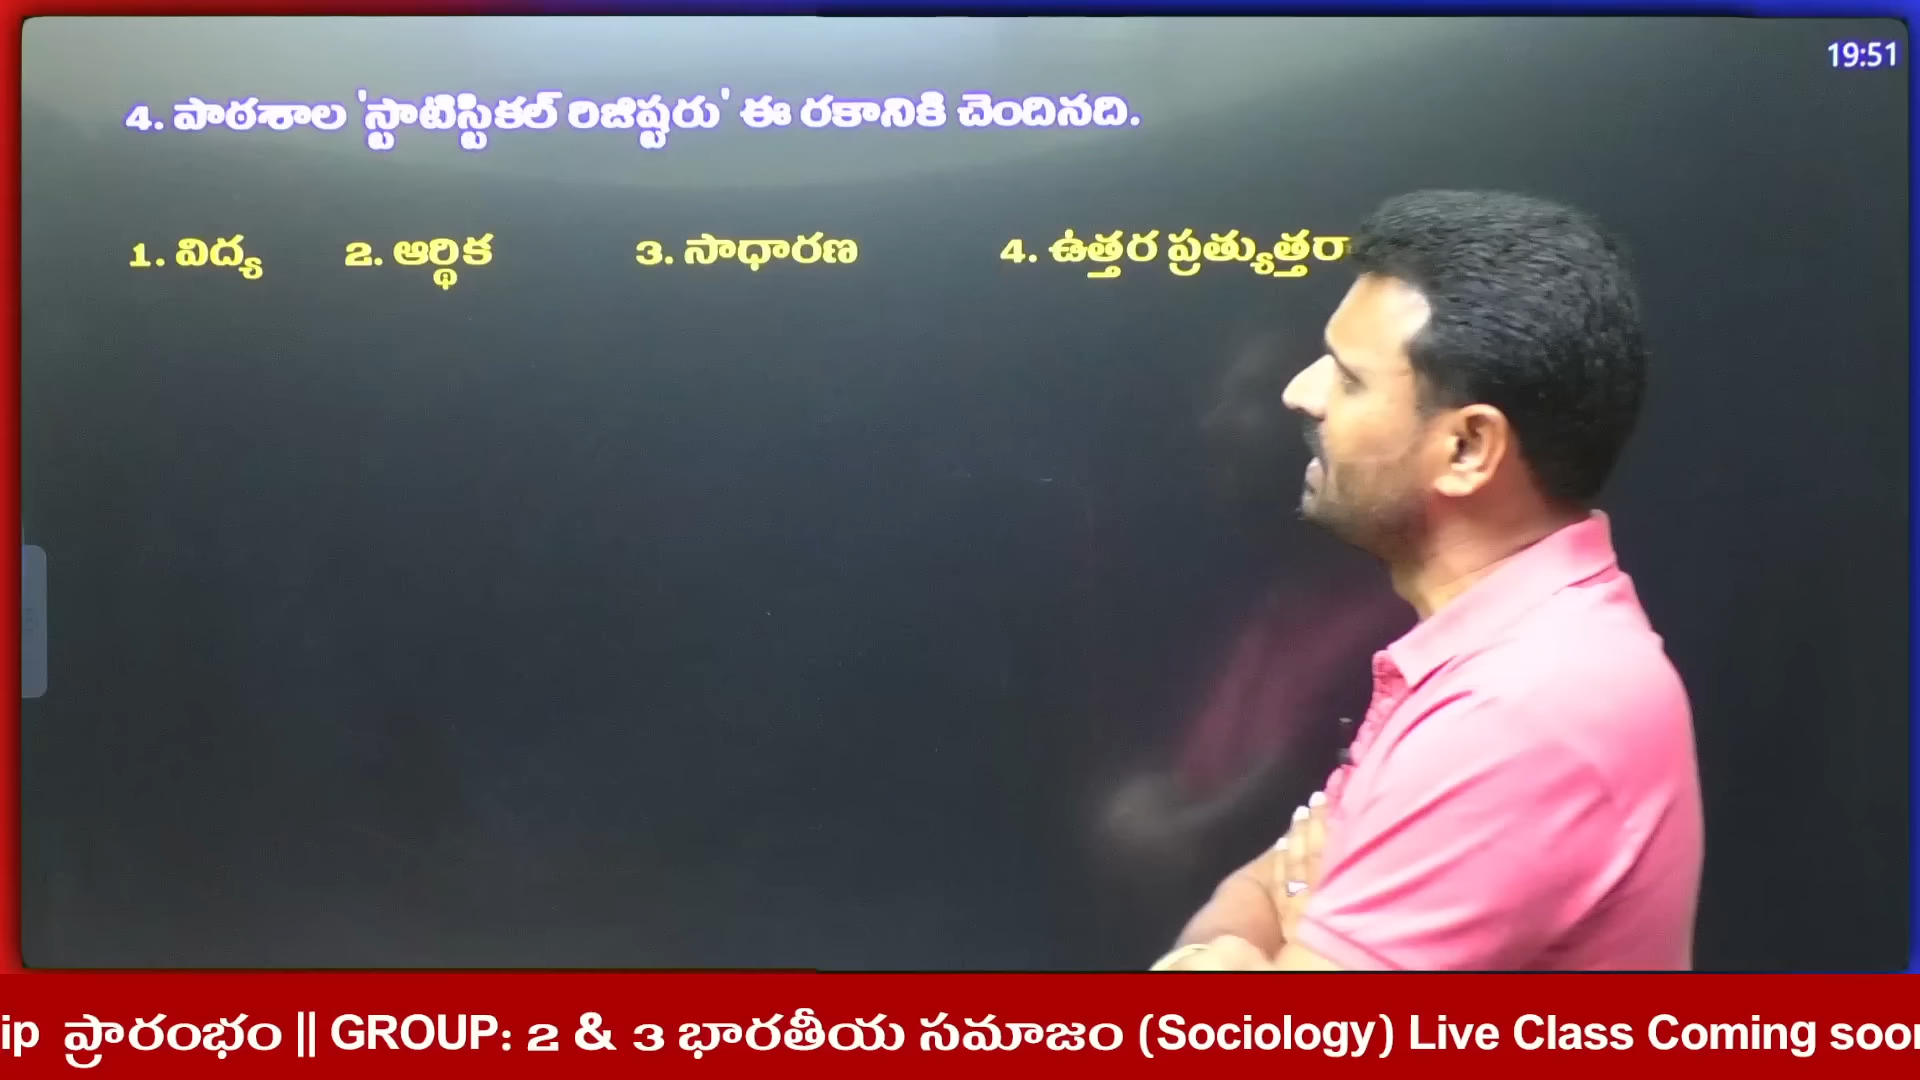 19:51
4. పాఠశాల 'స్టాటిస్టికల్ రిజిష్టరు' ఈ రకానికి చెందినది.
1. విద్య 2. ఆర్థిక 3. సాధారణ 4. ఉత్తర ప్రత్యుత్తరా
ip ప్రారంభం || GROUP: 2 & 3 భారతీయ సమాజం (Sociology) Live Class Coming soon